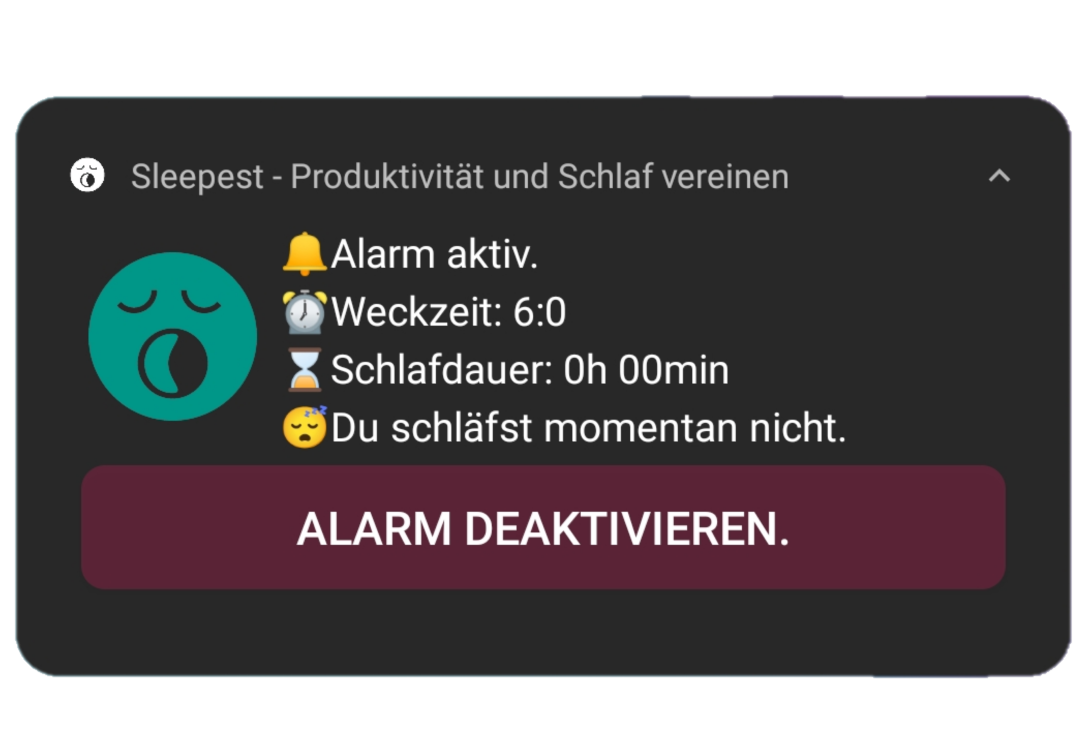 Sleepest - Produktivität und Schlaf vereinen
🔔Alarm aktiv.
⏰Weckzeit: 6:0
⏳Schlafdauer: 0h 00min
😴Du schläfst momentan nicht.
ALARM DEAKTIVIEREN.